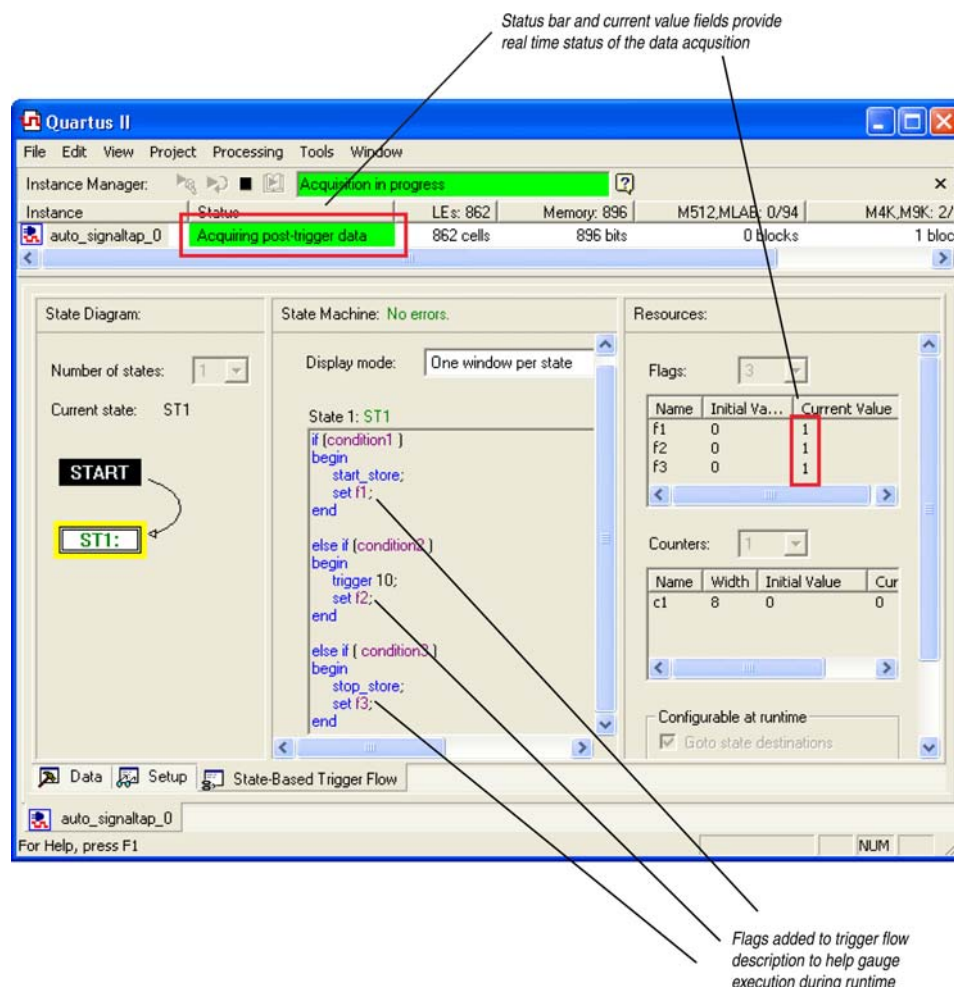 Status bar and current value fields provide
real time status of the data acqusition
Quartus II
File Edit View Project Processing Tools Window
Instance Manager: Acquisition in progress
Instance Status LEs: 862 Memory: 896 M512,MLAB: 0/94 M4K,M9K: 2/
auto_signaltap_0 Acquiring post-trigger data 862 cells 896 bits 0 blocks 1 bloc
State Diagram:
Number of states: 1
Current state: ST1
START
ST1:
State Machine: No errors.
Display mode: One window per state
State 1: ST1
if (condition1 )
begin
start_store;
set f1;
end
else if (condition2 )
begin
trigger 10;
set f2;
end
else if ( condition3 )
begin
stop_store;
set f3;
end
Resources:
Flags: 3
Name Initial Va... Current Value
f1 0 1
f2 0 1
f3 0 1
Counters: 1
Name Width Initial Value Cur
c1 8 0 0
Configurable at runtime
Goto state destinations
Data Setup State-Based Trigger Flow
auto_signaltap_0
For Help, press F1 NUM
Flags added to trigger flow
description to help gauge
execution during runtime